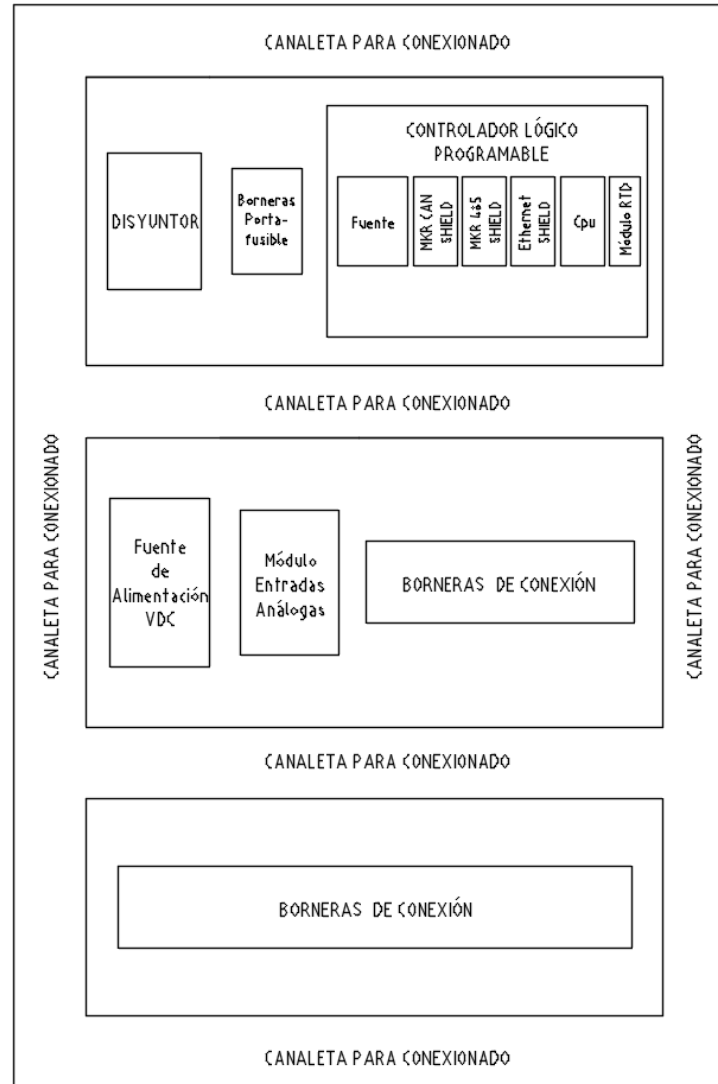 CANALETA PARA CONEXIONADO
CONTROLADOR LÓGICO
PROGRAMABLE
DISYUNTOR
Borneras
Porta-
fusible
Fuente
MKR CAN
SHIELD
MKR 485
SHIELD
Ethernet
SHIELD
Cpu
Módulo RTD
CANALETA PARA CONEXIONADO
CANALETA PARA CONEXIONADO
Fuente
de
Alimentación
VDC
Módulo
Entradas
Análogas
BORNERAS DE CONEXIÓN
CANALETA PARA CONEXIONADO
CANALETA PARA CONEXIONADO
BORNERAS DE CONEXIÓN
CANALETA PARA CONEXIONADO